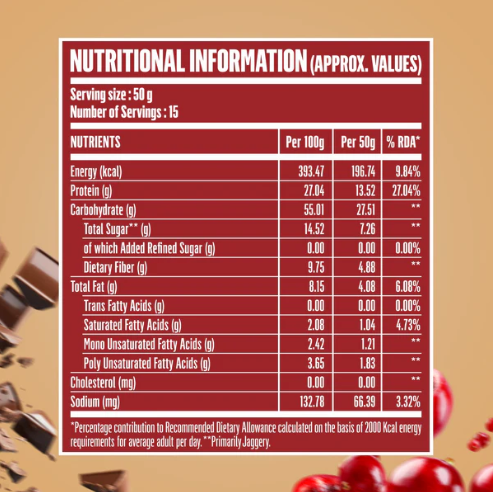 NUTRITIONAL INFORMATION (APPROX. VALUES)
Serving size : 50 g
Number of Servings : 15
NUTRIENTS Per 100g Per 50g % RDA*
Energy (kcal) 393.47 196.74 9.84%
Protein (g) 27.04 13.52 27.04%
Carbohydrate (g) 55.01 27.51 **
Total Sugar** (g) 14.52 7.26 **
of which Added Refined Sugar (g) 0.00 0.00 0.00%
Dietary Fiber (g) 9.75 4.88 **
Total Fat (g) 8.15 4.08 6.08%
Trans Fatty Acids (g) 0.00 0.00 0.00%
Saturated Fatty Acids (g) 2.08 1.04 4.73%
Mono Unsaturated Fatty Acids (g) 2.42 1.21 **
Poly Unsaturated Fatty Acids (g) 3.65 1.83 **
Cholesterol (mg) 0.00 0.00 **
Sodium (mg) 132.78 66.39 3.32%
*Percentage contribution to Recommended Dietary Allowance calculated on the basis of 2000 Kcal energy
requirements for average adult per day. **Primarily Jaggery.